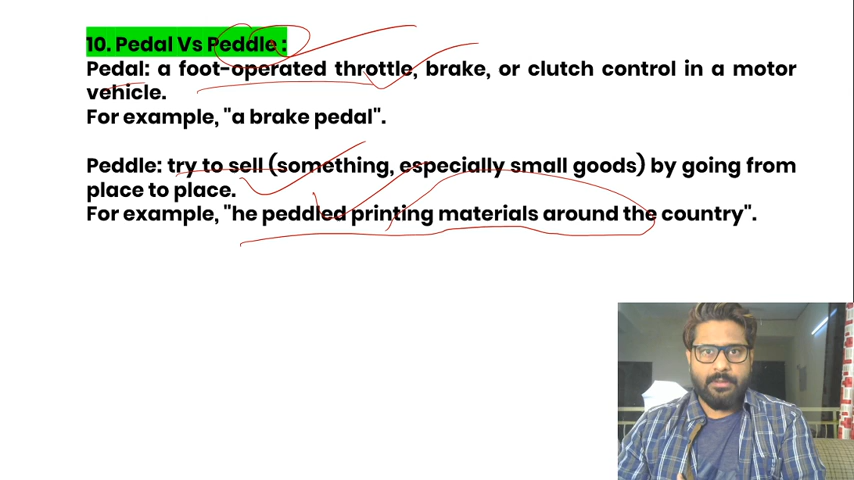 10. Pedal Vs Peddle :
Pedal: a foot-operated throttle, brake, or clutch control in a motor
vehicle.
For example, "a brake pedal".
Peddle: try to sell (something, especially small goods) by going from
place to place.
For example, "he peddled printing materials around the country".